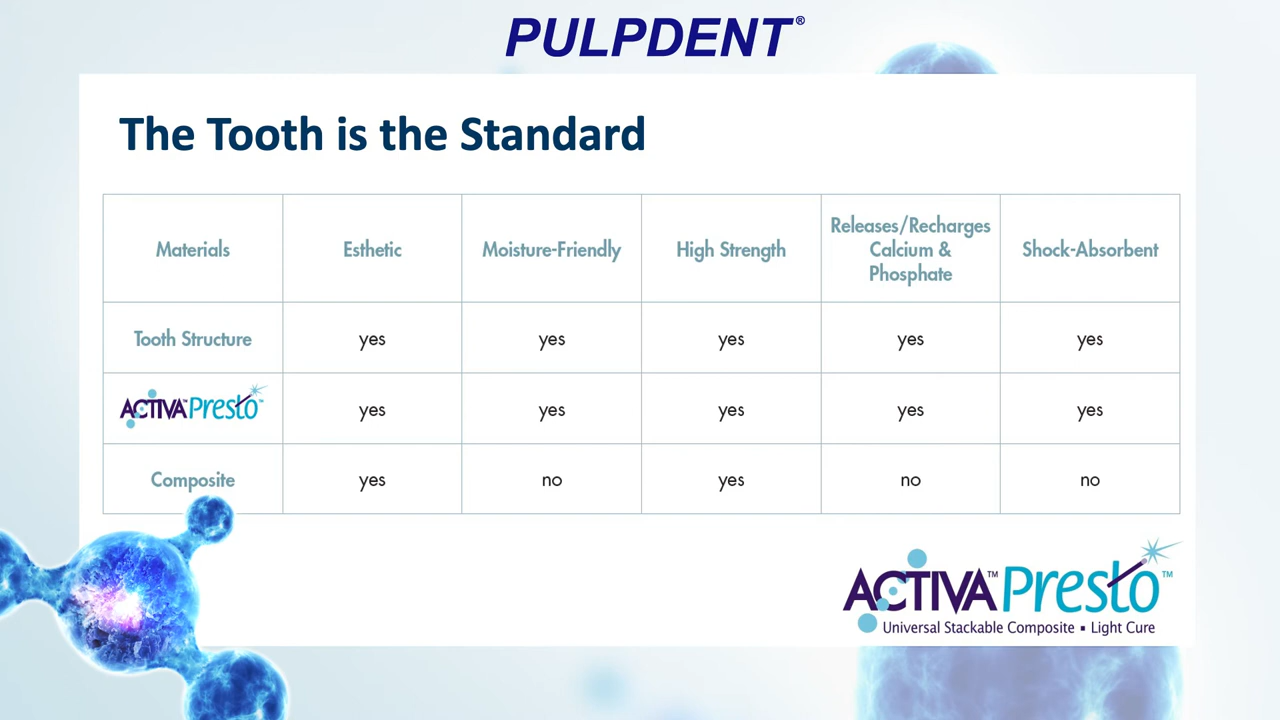 PULPDENT®
The Tooth is the Standard
Materials Esthetic Moisture-Friendly High Strength Releases/Recharges Calcium & Phosphate Shock-Absorbent
Tooth Structure yes yes yes yes yes
ACTIVA™ Presto™ yes yes yes yes yes
Composite yes no yes no no
ACTIVA™ Presto™
Universal Stackable Composite ▪ Light Cure